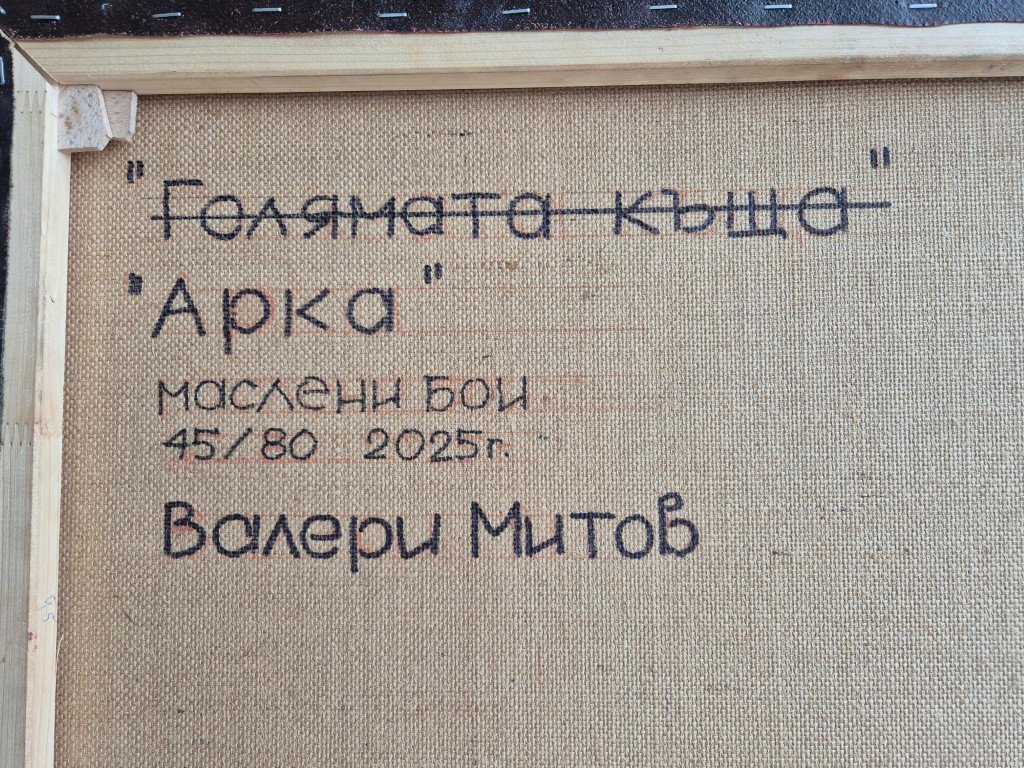 "Голямата къща"
"Арка"
маслени бои
45/80 2025г.
Валери Митов